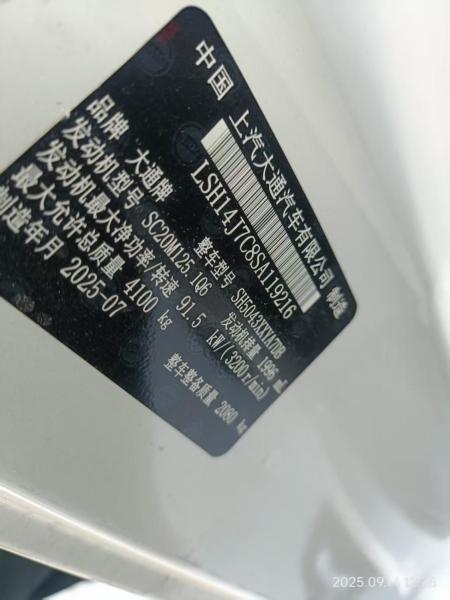 中国 上汽大通汽车有限公司 制造
LSH14J7C8SA119216
品牌 大通牌 整车型号 SH5043XXYA7DB
发动机型号 SC20M125.1Q6 发动机排量 1996 ml
发动机最大净功率/转速 91.5 kW/(3200r/min)
最大允许总质量 4100 kg 整车整备质量 2080 kg
制造年月 2025-07